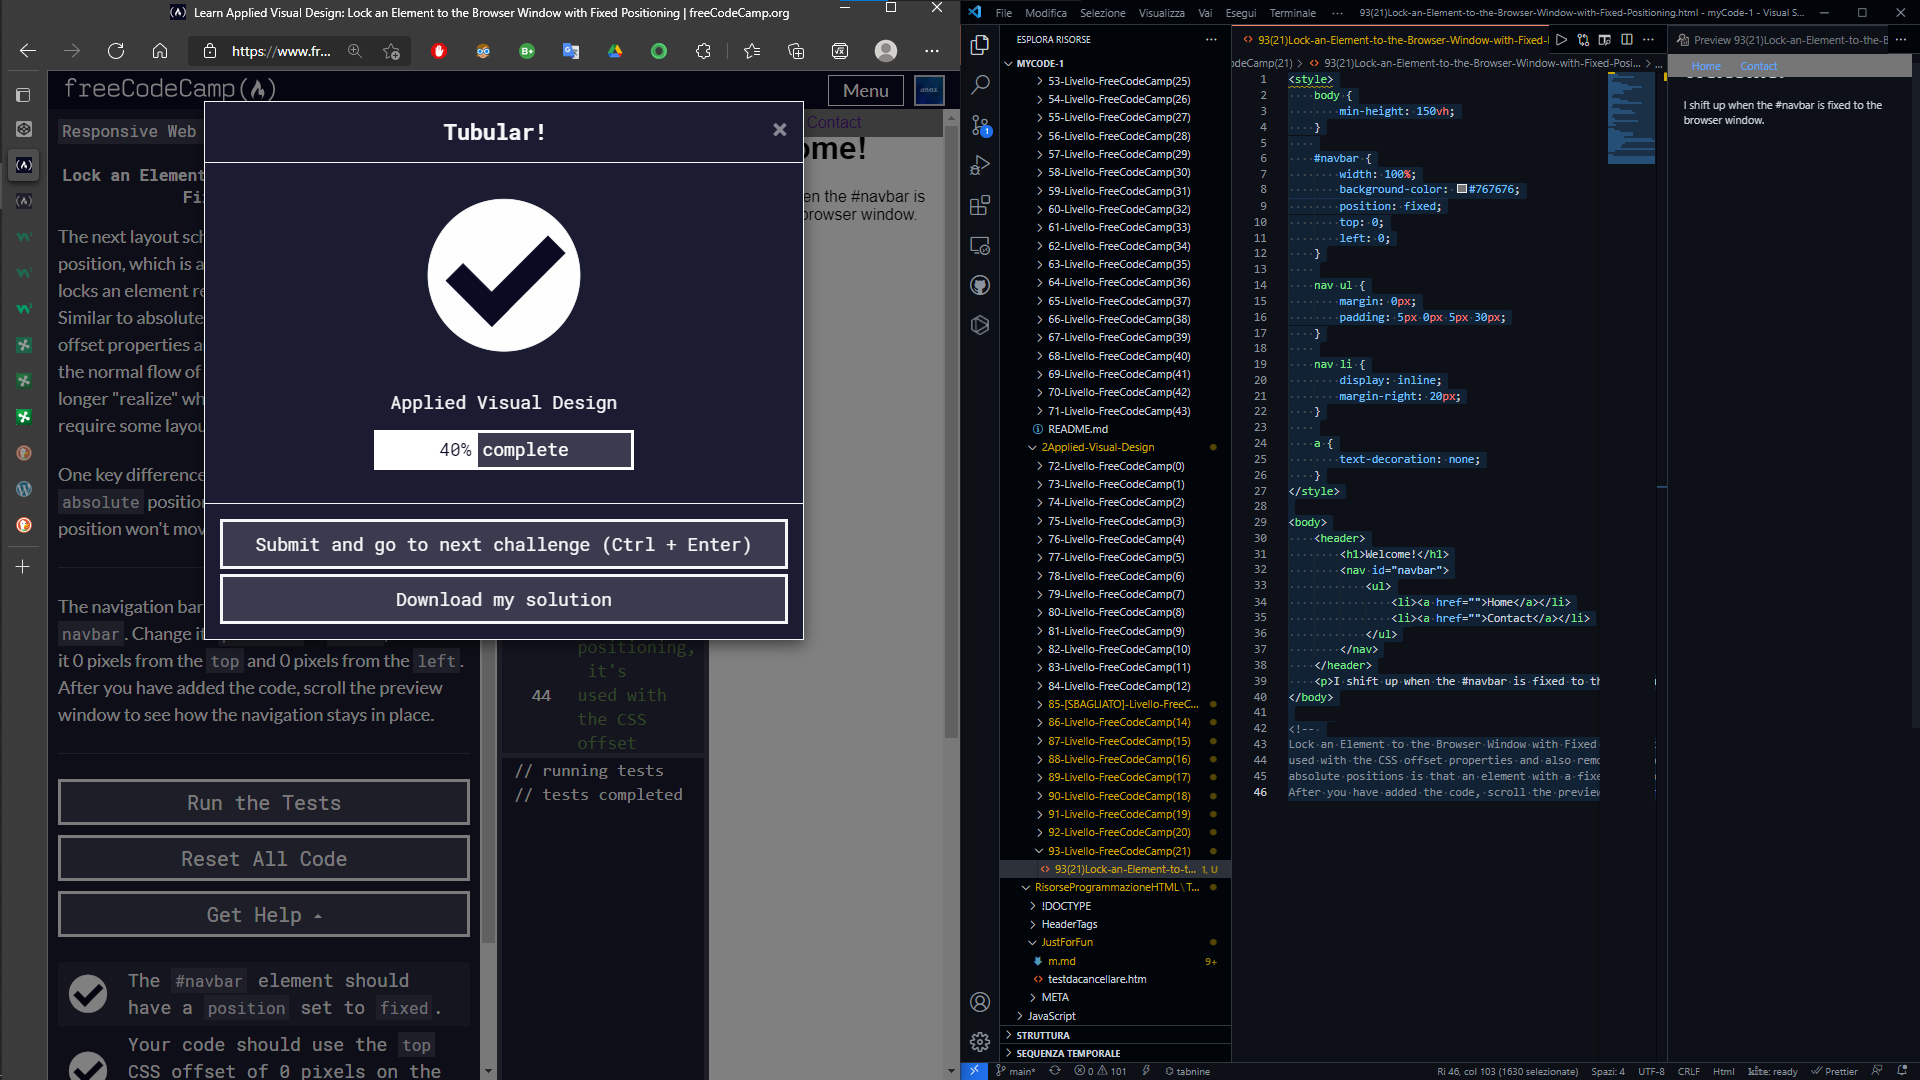 Learn Applied Visual Design: Lock an Element to the Browser Window with Fixed Positioning | freeCodeCamp.org
https://www.fr...
freeCodeCamp
Menu
Responsive Web
Contact
Lock an Element
The next layout sch
position, which is a
locks an element re
Similar to absolute
offset properties a
the normal flow of
longer "realize" wh
require some layou
One key difference
absolute position
position won't mov
The navigation bar
navbar. Change it
it 0 pixels from the top and 0 pixels from the left.
After you have added the code, scroll the preview
window to see how the navigation stays in place.
Run the Tests
Reset All Code
Get Help
The #navbar element should
have a position set to fixed.
Your code should use the top
CSS offset of 0 pixels on the
Tubular!
×
Applied Visual Design
40% complete
Submit and go to next challenge (Ctrl + Enter)
Download my solution
ome!
en the #navbar is
browser window.
positioning,
it's
44 used with
the CSS
offset
// running tests
// tests completed
File Modifica Selezione Visualizza Vai Esegui Terminale ··· 93(21)Lock-an-Element-to-the-Browser-Window-with-Fixed-Positioning.html - myCode-1 - Visual S...
ESPLORA RISORSE
MYCODE-1
53-Livello-FreeCodeCamp(25)
54-Livello-FreeCodeCamp(26)
55-Livello-FreeCodeCamp(27)
56-Livello-FreeCodeCamp(28)
57-Livello-FreeCodeCamp(29)
58-Livello-FreeCodeCamp(30)
59-Livello-FreeCodeCamp(31)
60-Livello-FreeCodeCamp(32)
61-Livello-FreeCodeCamp(33)
62-Livello-FreeCodeCamp(34)
63-Livello-FreeCodeCamp(35)
64-Livello-FreeCodeCamp(36)
65-Livello-FreeCodeCamp(37)
66-Livello-FreeCodeCamp(38)
67-Livello-FreeCodeCamp(39)
68-Livello-FreeCodeCamp(40)
69-Livello-FreeCodeCamp(41)
70-Livello-FreeCodeCamp(42)
71-Livello-FreeCodeCamp(43)
README.md
2Applied-Visual-Design
72-Livello-FreeCodeCamp(0)
73-Livello-FreeCodeCamp(1)
74-Livello-FreeCodeCamp(2)
75-Livello-FreeCodeCamp(3)
76-Livello-FreeCodeCamp(4)
77-Livello-FreeCodeCamp(5)
78-Livello-FreeCodeCamp(6)
79-Livello-FreeCodeCamp(7)
80-Livello-FreeCodeCamp(8)
81-Livello-FreeCodeCamp(9)
82-Livello-FreeCodeCamp(10)
83-Livello-FreeCodeCamp(11)
84-Livello-FreeCodeCamp(12)
85-[SBAGLIATO]-Livello-FreeC...
86-Livello-FreeCodeCamp(14)
87-Livello-FreeCodeCamp(15)
88-Livello-FreeCodeCamp(16)
89-Livello-FreeCodeCamp(17)
90-Livello-FreeCodeCamp(18)
91-Livello-FreeCodeCamp(19)
92-Livello-FreeCodeCamp(20)
93-Livello-FreeCodeCamp(21)
93(21)Lock-an-Element-to-t... 1, U
RisorseProgrammazioneHTML\T...
!DOCTYPE
HeaderTags
JustForFun
m.md 9+
testdacancellare.htm
META
JavaScript
STRUTTURA
SEQUENZA TEMPORALE
93(21)Lock-an-Element-to-the-Browser-Window-with-Fixed-
odeCamp(21) > 93(21)Lock-an-Element-to-the-Browser-Window-with-Fixed-Posi... > ...
1 <style>
2 body {
3 min-height: 150vh;
4 }
5
6 #navbar {
7 width: 100%;
8 background-color: #767676;
9 position: fixed;
10 top: 0;
11 left: 0;
12 }
13
14 nav ul {
15 margin: 0px;
16 padding: 5px 0px 5px 30px;
17 }
18
19 nav li {
20 display: inline;
21 margin-right: 20px;
22 }
23
24 a {
25 text-decoration: none;
26 }
27 </style>
28
29 <body>
30 <header>
31 <h1>Welcome!</h1>
32 <nav id="navbar">
33 <ul>
34 <li><a href="">Home</a></li>
35 <li><a href="">Contact</a></li>
36 </ul>
37 </nav>
38 </header>
39 <p>I shift up when the #navbar is fixed to th
40 </body>
41
42 <!--
43 Lock an Element to the Browser Window with Fixed
44 used with the CSS offset properties and also remo
45 absolute positions is that an element with a fixe
46 After you have added the code, scroll the preview
Preview 93(21)Lock-an-Element-to-the-B
Home Contact
I shift up when the #navbar is fixed to the
browser window.
main* 0 101 tabnine
Ri 46, col 103 (1630 selezionate) Spazi: 4 UTF-8 CRLF Html kite: ready Prettier